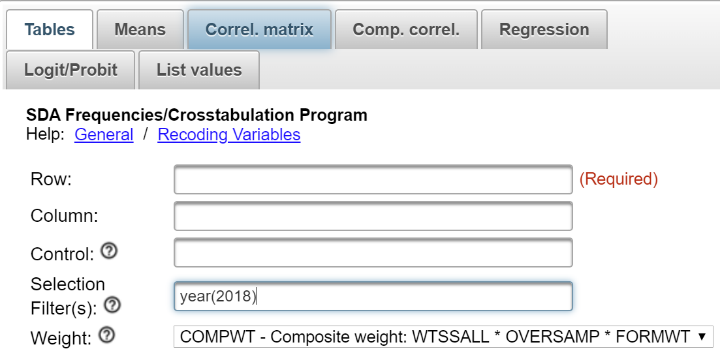 Tables Means Correl. matrix Comp. correl. Regression
Logit/Probit List values
SDA Frequencies/Crosstabulation Program
Help: General / Recoding Variables
Row: (Required)
Column:
Control: ?
Selection
Filter(s): ? year(2018)
Weight: ? COMPWT - Composite weight: WTSSALL * OVERSAMP * FORMWT